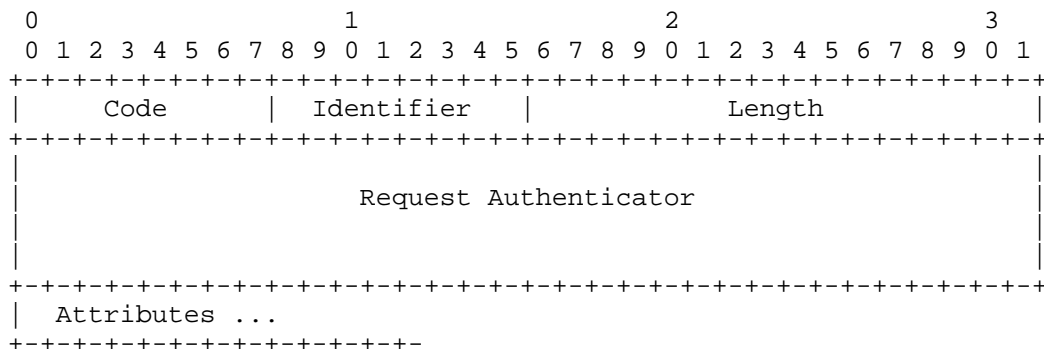 0                   1                   2                   3
 0 1 2 3 4 5 6 7 8 9 0 1 2 3 4 5 6 7 8 9 0 1 2 3 4 5 6 7 8 9 0 1
+-+-+-+-+-+-+-+-+-+-+-+-+-+-+-+-+-+-+-+-+-+-+-+-+-+-+-+-+-+-+-+-+
|     Code      |  Identifier   |            Length             |
+-+-+-+-+-+-+-+-+-+-+-+-+-+-+-+-+-+-+-+-+-+-+-+-+-+-+-+-+-+-+-+-+
|                                                               |
|                     Request Authenticator                     |
|                                                               |
|                                                               |
+-+-+-+-+-+-+-+-+-+-+-+-+-+-+-+-+-+-+-+-+-+-+-+-+-+-+-+-+-+-+-+-+
|  Attributes ...
+-+-+-+-+-+-+-+-+-+-+-+-+-